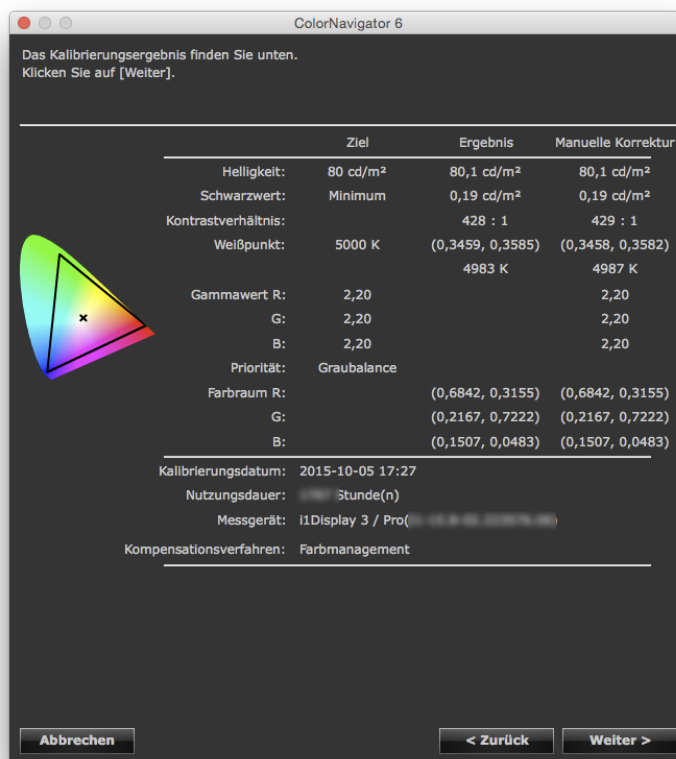 ColorNavigator 6
Das Kalibrierungsergebnis finden Sie unten.
Klicken Sie auf [Weiter].
Ziel Ergebnis Manuelle Korrektur
Helligkeit: 80 cd/m² 80,1 cd/m² 80,1 cd/m²
Schwarzwert: Minimum 0,19 cd/m² 0,19 cd/m²
Kontrastverhältnis: 428 : 1 429 : 1
Weißpunkt: 5000 K (0,3459, 0,3585) (0,3458, 0,3582)
4983 K 4987 K
Gammawert R: 2,20 2,20
G: 2,20 2,20
B: 2,20 2,20
Priorität: Graubalance
Farbraum R: (0,6842, 0,3155) (0,6842, 0,3155)
G: (0,2167, 0,7222) (0,2167, 0,7222)
B: (0,1507, 0,0483) (0,1507, 0,0483)
Kalibrierungsdatum: 2015-10-05 17:27
Nutzungsdauer: Stunde(n)
Messgerät: i1Display 3 / Pro(
Kompensationsverfahren: Farbmanagement
Abbrechen < Zurück Weiter >